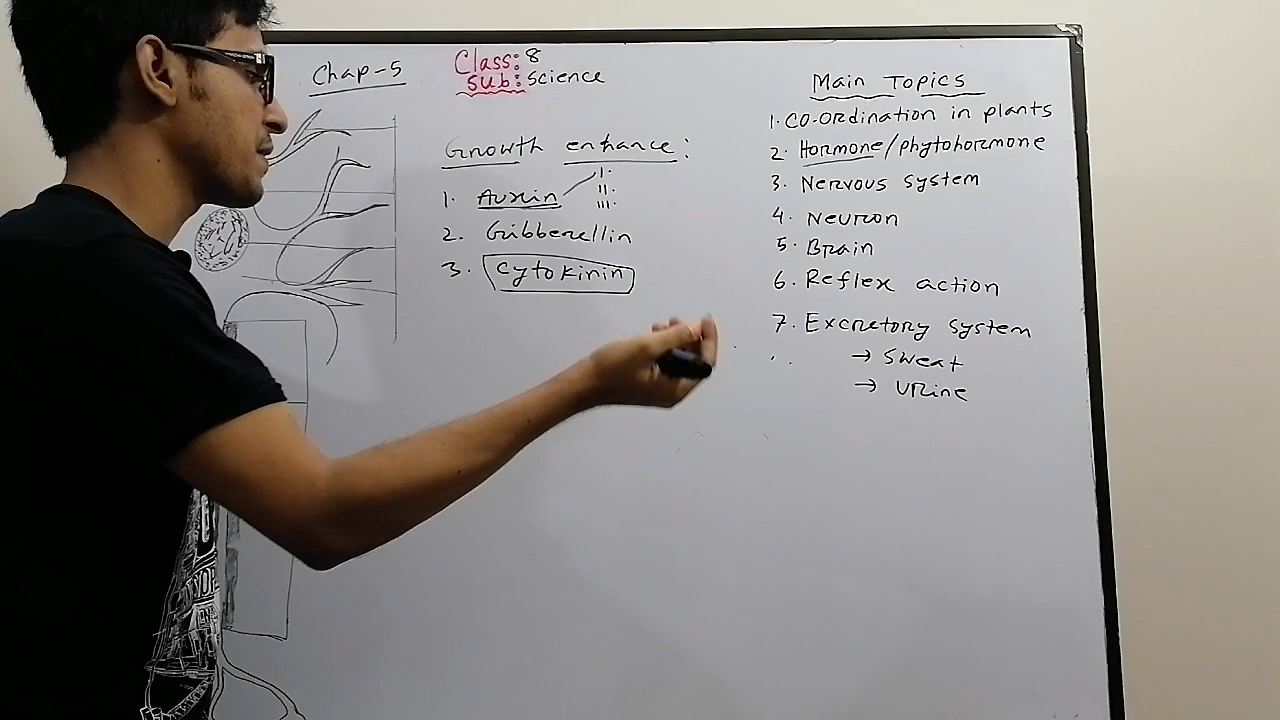 Chap-5
Class: 8
Sub: Science
Growth enhance:
1. Auxin
I.
II.
III.
2. Gibberellin
3. Cytokinin
Main Topics
1. CO-ORdination in plants
2. Hormone/phytohormone
3. Nervous system
4. Neuron
5. Brain
6. Reflex action
7. Excretory system
→ Sweat
→ Urine